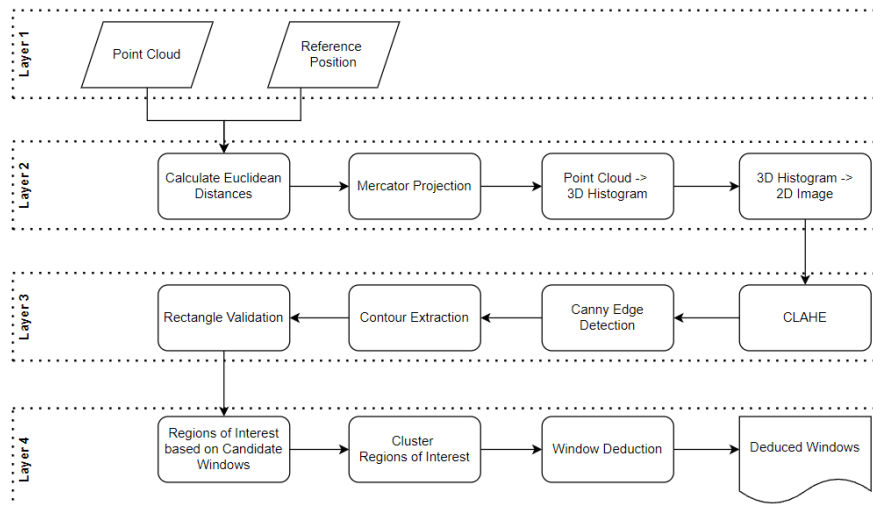 Layer 1
Point Cloud
Reference
Position
Layer 2
Calculate Euclidean
Distances
Mercator Projection
Point Cloud ->
3D Histogram
3D Histogram ->
2D Image
Layer 3
Rectangle Validation
Contour Extraction
Canny Edge
Detection
CLAHE
Layer 4
Regions of Interest
based on Candidate
Windows
Cluster
Regions of Interest
Window Deduction
Deduced Windows